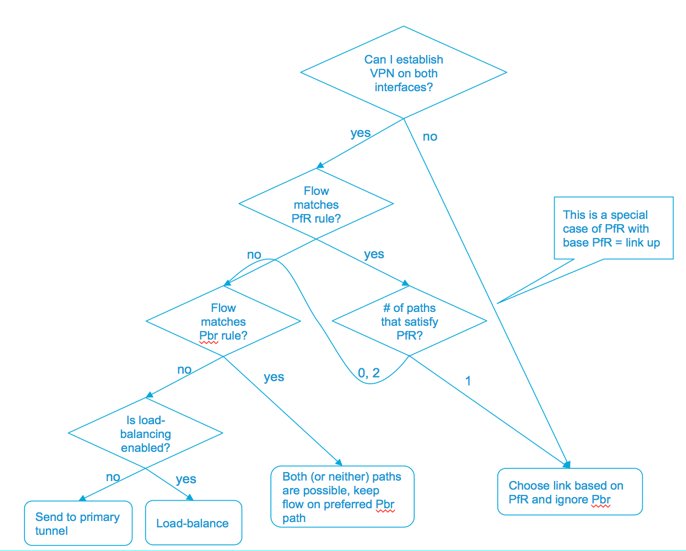 Can I establish
VPN on both
interfaces?
yes
no
Flow
matches
PfR rule?
This is a special
case of PfR with
base PfR = link up
no
yes
Flow
matches
Pbr rule?
# of paths
that satisfy
PfR?
no
yes
0, 2
1
Is load-
balancing
enabled?
no
yes
Both (or neither) paths
are possible, keep
flow on preferred Pbr
path
Choose link based on
PfR and ignore Pbr
Send to primary
tunnel
Load-balance